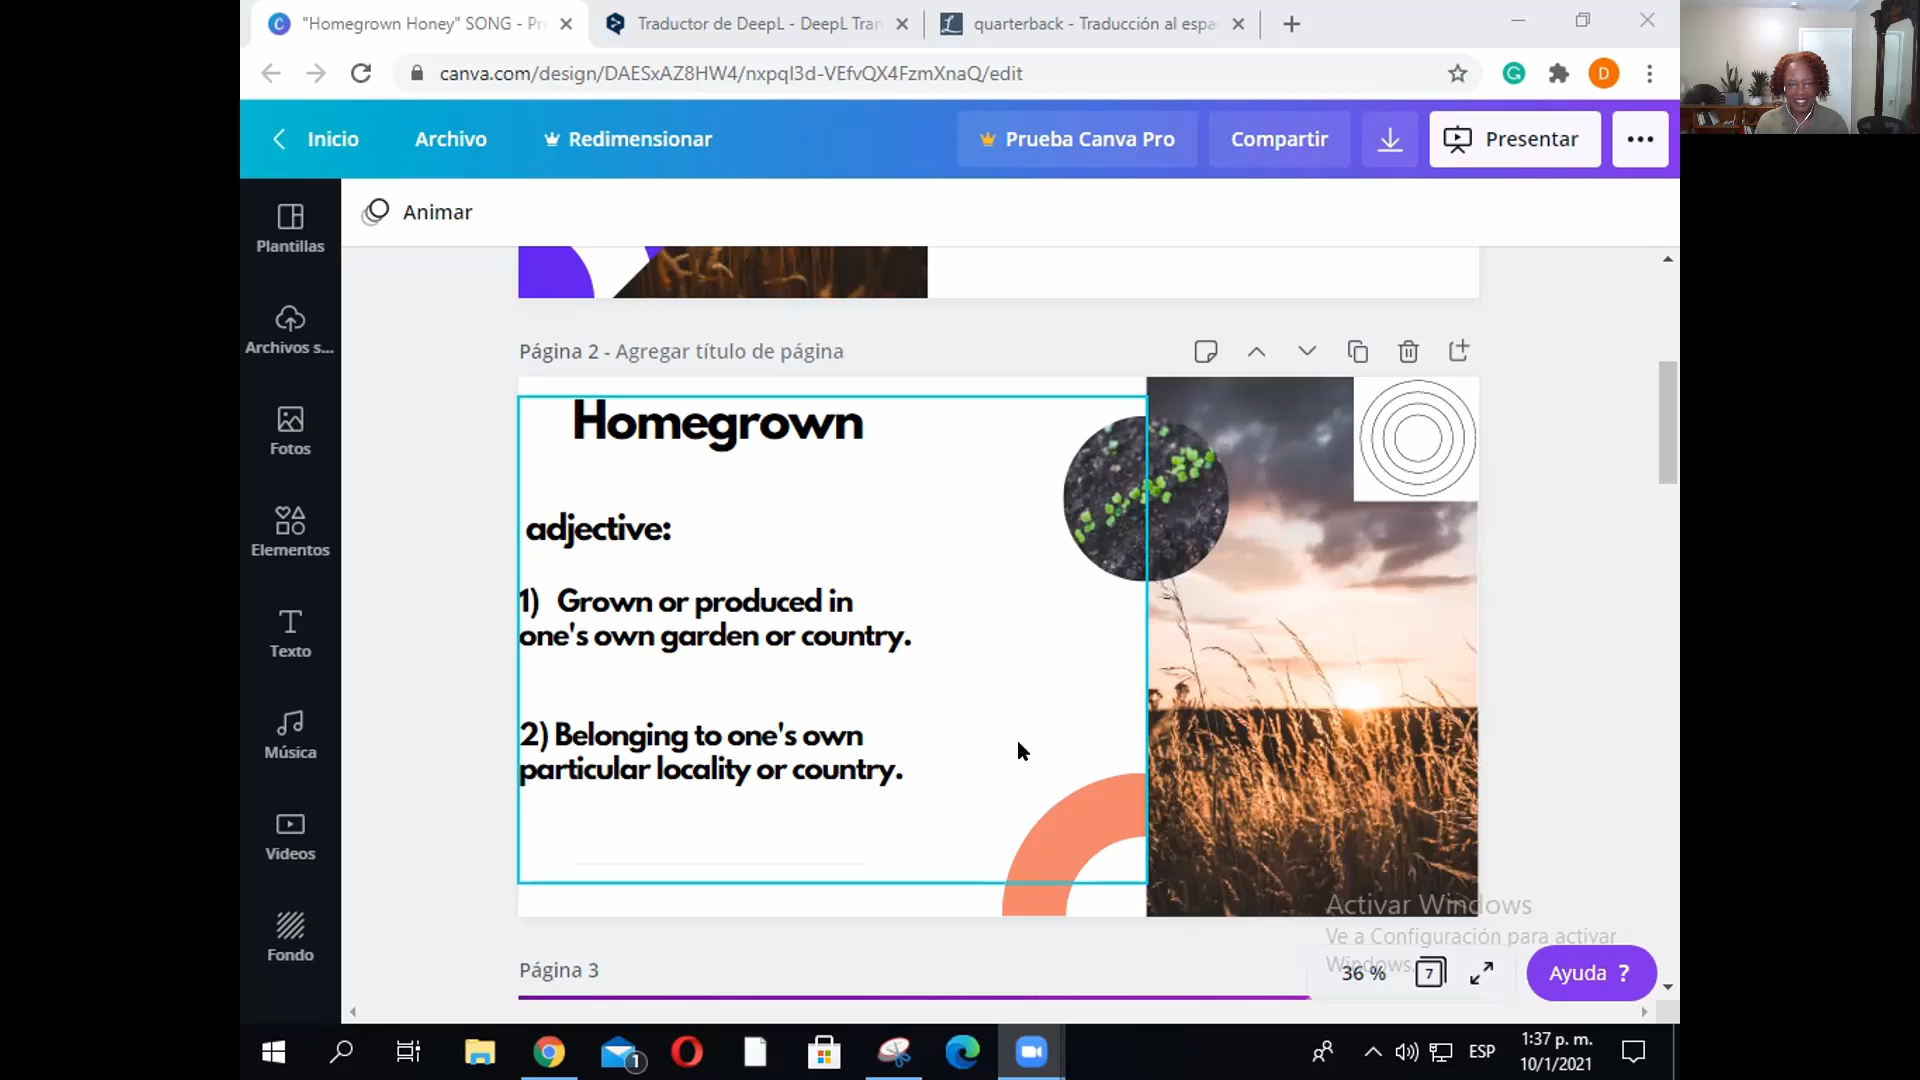 "Homegrown Honey" SONG - Pr
Traductor de DeepL - DeepL Tran
quarterback - Traducción al espa
canva.com/design/DAESxAZ8HW4/nxpqI3d-VEfvQX4FzmXnaQ/edit
D
Inicio
Archivo
Redimensionar
Prueba Canva Pro
Compartir
Presentar
Animar
Plantillas
Archivos s...
Fotos
Elementos
Texto
Música
Videos
Fondo
Página 2 - Agregar título de página
Homegrown
adjective:
1) Grown or produced in
one's own garden or country.
2) Belonging to one's own
particular locality or country.
Activar Windows
Ve a Configuración para activar
Windows.
Página 3
36 %
7
Ayuda ?
1
ESP
1:37 p. m.
10/1/2021